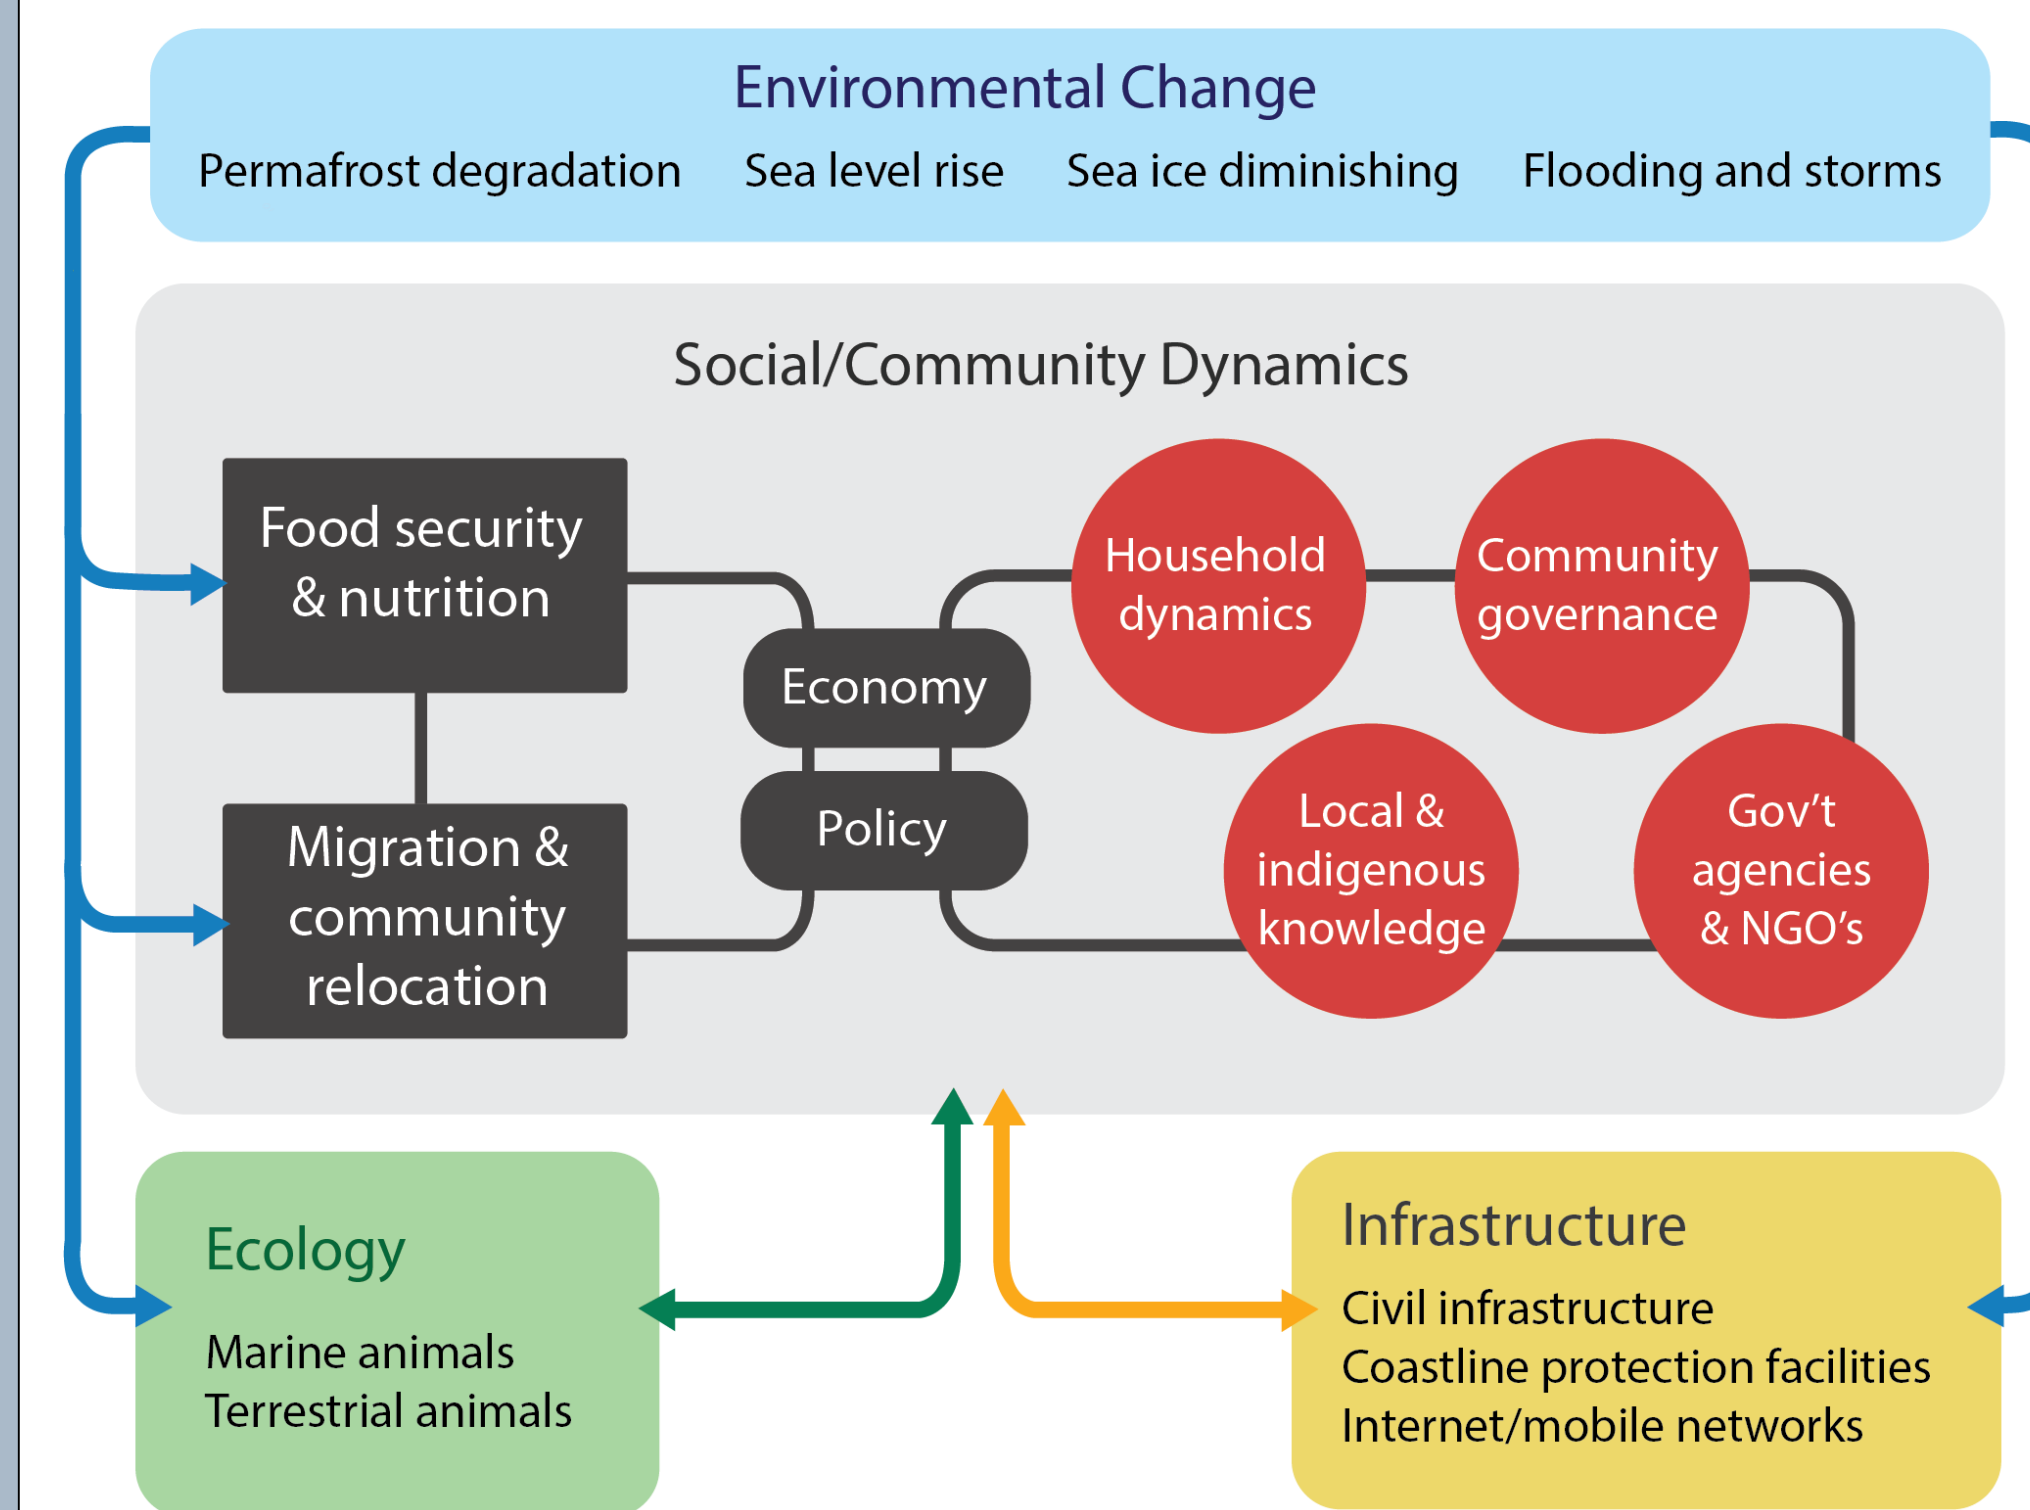 Environmental Change
Permafrost degradation Sea level rise Sea ice diminishing Flooding and storms
Social/Community Dynamics
Food security
& nutrition
Migration &
community
relocation
Economy
Policy
Household
dynamics
Community
governance
Local &
indigenous
knowledge
Gov't
agencies
& NGO's
Ecology
Marine animals
Terrestrial animals
Infrastructure
Civil infrastructure
Coastline protection facilities
Internet/mobile networks